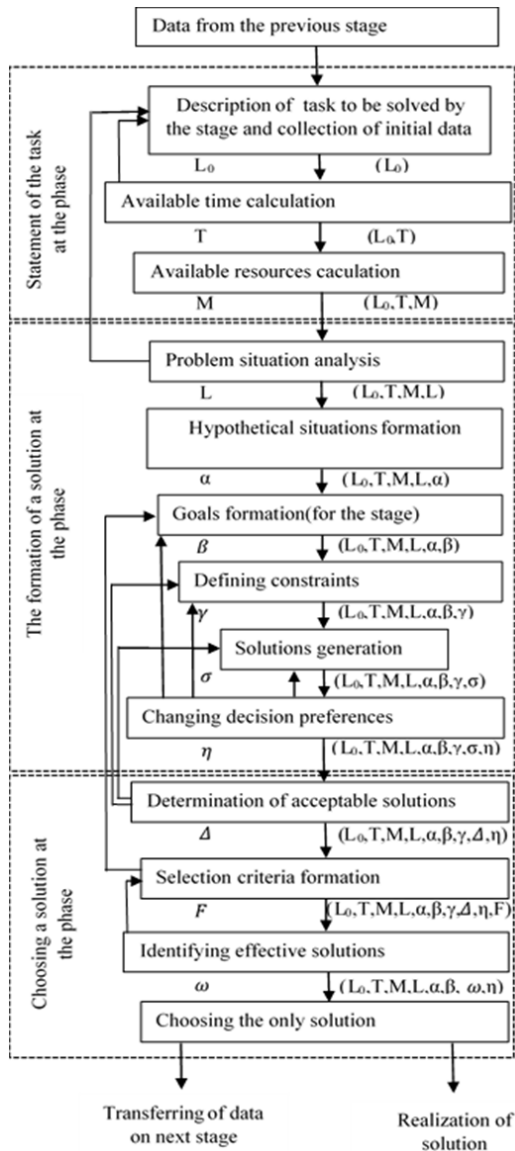 Data from the previous stage
Statement of the task
at the phase
Description of task to be solved by
the stage and collection of initial data
L₀ (L₀)
Available time calculation
T (L₀,T)
Available resources caculation
M (L₀,T,M)
The formation of a solution at
the phase
Problem situation analysis
L (L₀,T,M,L)
Hypothetical situations formation
α (L₀,T,M,L,α)
Goals formation(for the stage)
β (L₀,T,M,L,α,β)
Defining constraints
γ (L₀,T,M,L,α,β,γ)
Solutions generation
σ (L₀,T,M,L,α,β,γ,σ)
Changing decision preferences
η (L₀,T,M,L,α,β,γ,σ,η)
Choosing a solution at
the phase
Determination of acceptable solutions
Δ (L₀,T,M,L,α,β,γ,Δ,η)
Selection criteria formation
F (L₀,T,M,L,α,β,γ,Δ,η,F)
Identifying effective solutions
ω (L₀,T,M,L,α,β, ω,η)
Choosing the only solution
Transferring of data
on next stage
Realization of
solution